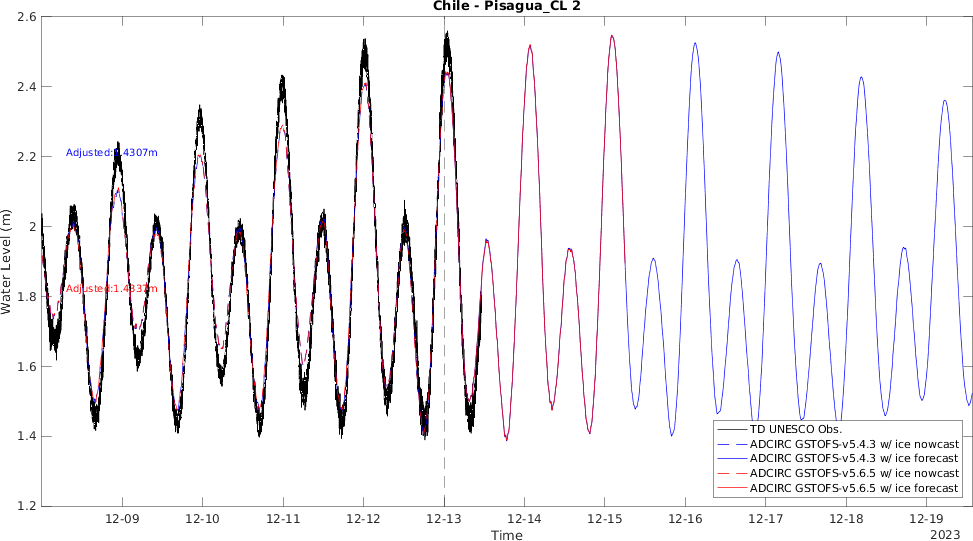 Chile - Pisagua_CL 2
2.6
2.4
2.2
2
1.8
1.6
1.4
1.2
Water Level (m)
Adjusted:1.4307m
Adjusted:1.4337m
TD UNESCO Obs.
ADCIRC GSTOFS-v5.4.3 w/ ice nowcast
ADCIRC GSTOFS-v5.4.3 w/ ice forecast
ADCIRC GSTOFS-v5.6.5 w/ ice nowcast
ADCIRC GSTOFS-v5.6.5 w/ ice forecast
12-09 12-10 12-11 12-12 12-13 12-14 12-15 12-16 12-17 12-18 12-19
Time
2023